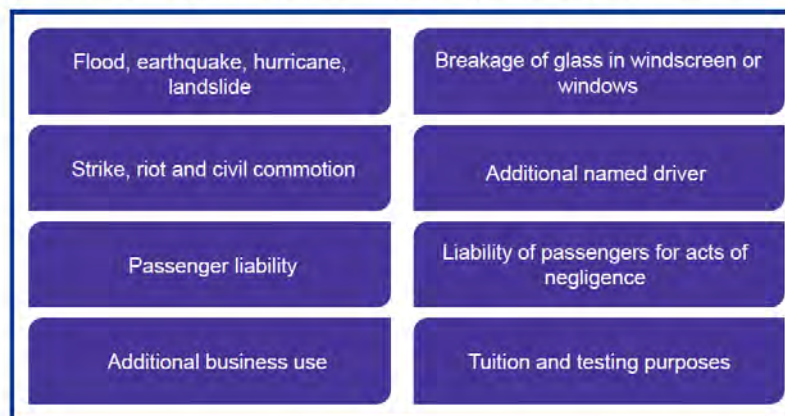 Flood, earthquake, hurricane,
landslide
Breakage of glass in windscreen or
windows
Strike, riot and civil commotion
Additional named driver
Passenger liability
Liability of passengers for acts of
negligence
Additional business use
Tuition and testing purposes